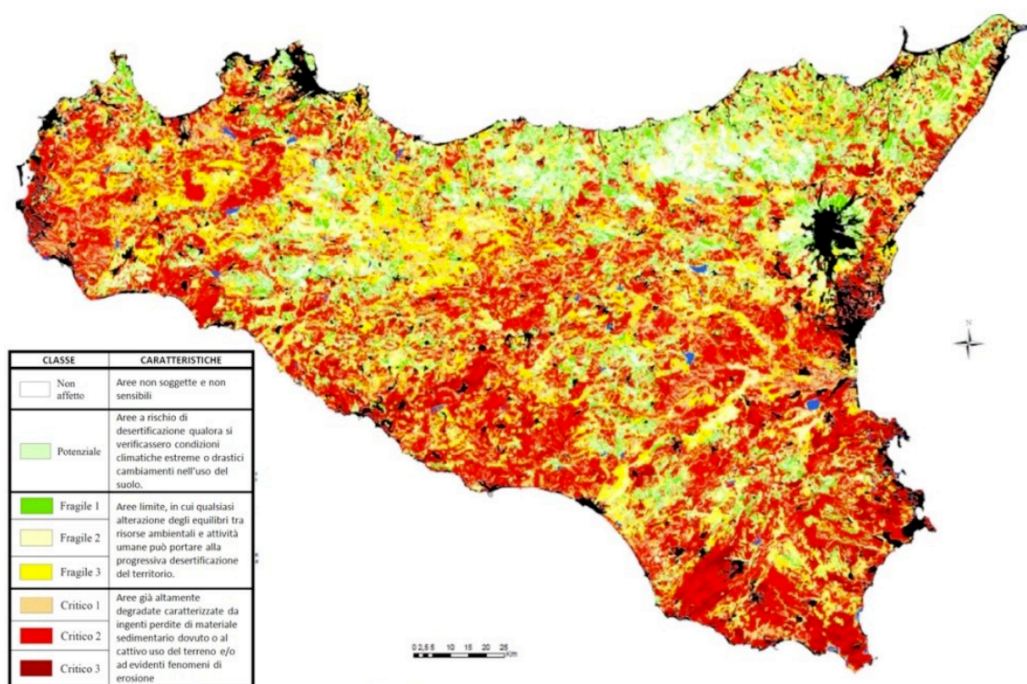 N
CLASSE CARATTERISTICHE
Non
affetto
Aree non soggette e non
sensibili
Potenziale
Aree a rischio di
desertificazione qualora si
verificassero condizioni
climatiche estreme o drastici
cambiamenti nell'uso del
suolo.
Fragile 1
Fragile 2
Fragile 3
Aree limite, in cui qualsiasi
alterazione degli equilibri tra
risorse ambientali e attività
umane può portare alla
progressiva desertificazione
del territorio.
Critico 1
Critico 2
Critico 3
Aree già altamente
degradate caratterizzate da
ingenti perdite di materiale
sedimentario dovuto o al
cattivo uso del terreno e/o
ad evidenti fenomeni di
erosione
0 2,5 5 10 15 20 25
Km